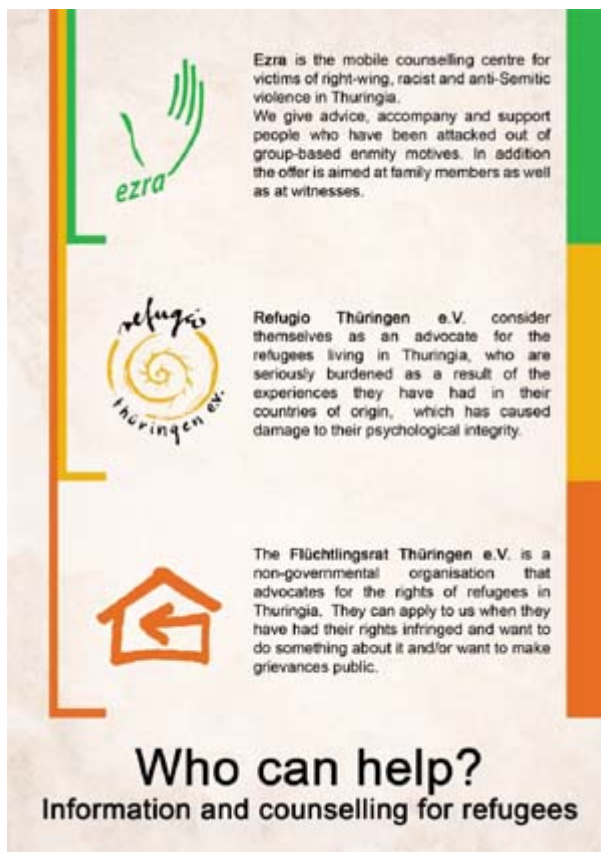 Ezra is the mobile counselling centre for
victims of right-wing, racist and anti-Semitic
violence in Thuringia.
We give advice, accompany and support
people who have been attacked out of
group-based enmity motives. In addition
the offer is aimed at family members as well
as at witnesses.
ezra
refugio
thüringen e.V.
Refugio Thüringen e.V. consider
themselves as an advocate for the
refugees living in Thuringia, who are
seriously burdened as a result of the
experiences they have had in their
countries of origin, which has caused
damage to their psychological integrity.
The Flüchtlingsrat Thüringen e.V. is a
non-governmental organisation that
advocates for the rights of refugees in
Thuringia. They can apply to us when they
have had their rights infringed and want to
do something about it and/or want to make
grievances public.
Who can help?
Information and counselling for refugees